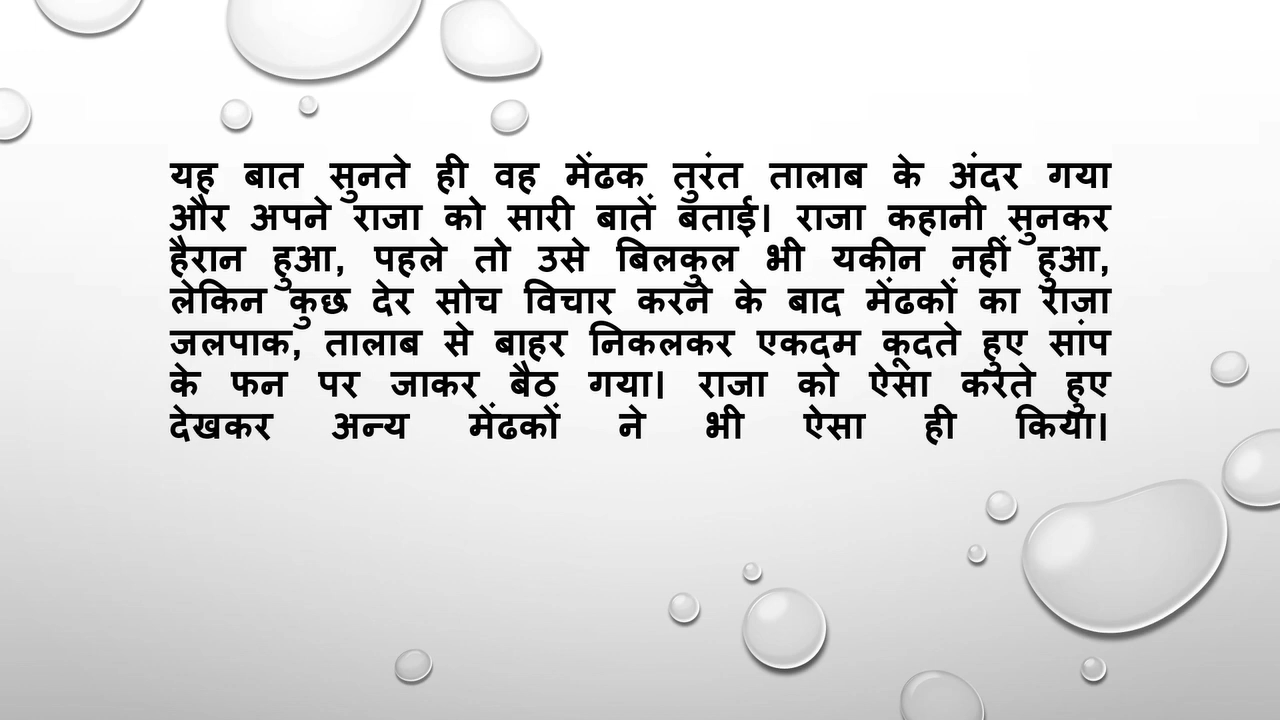 यह बात सुनते ही वह मेंढक तुरंत तालाब के अंदर गया
और अपने राजा को सारी बातें बताई। राजा कहानी सुनकर
हैरान हुआ, पहले तो उसे बिलकुल भी यकीन नहीं हुआ,
लेकिन कुछ देर सोच विचार करने के बाद मेंढकों का राजा
जलपाक, तालाब से बाहर निकलकर एकदम कूदते हुए सांप
के फन पर जाकर बैठ गया। राजा को ऐसा करते हुए
देखकर अन्य मेंढकों ने भी ऐसा ही किया।